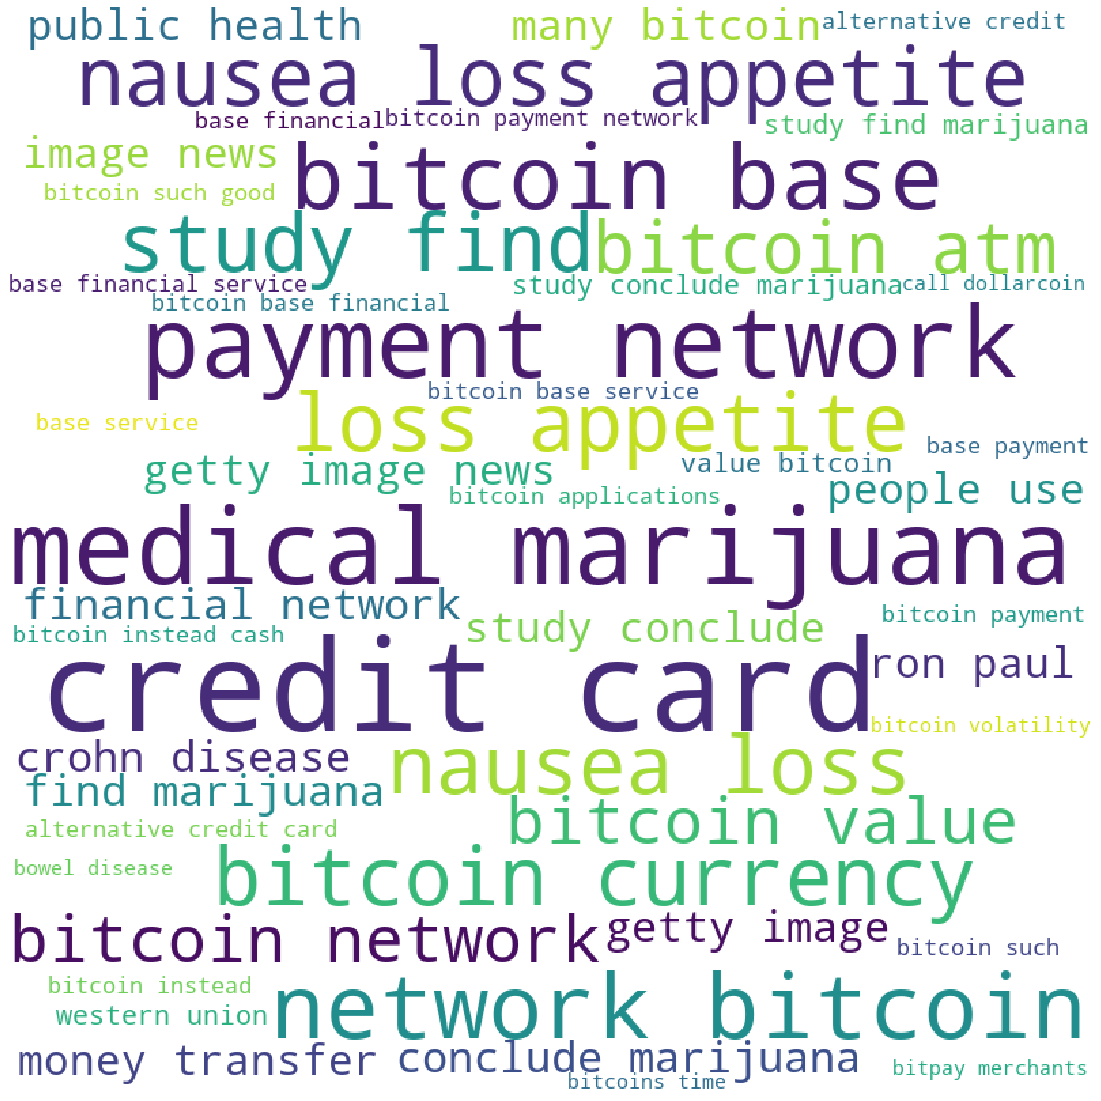 public health
many bitcoin
alternative credit
nausea loss appetite
base financial
bitcoin payment network
study find marijuana
image news
bitcoin base
bitcoin such good
study find
bitcoin atm
base financial service
study conclude marijuana
call dollarcoin
bitcoin base financial
payment network
bitcoin base service
loss appetite
base service
base payment
getty image news
value bitcoin
bitcoin applications
people use
medical marijuana
financial network
bitcoin payment
bitcoin instead cash
study conclude
credit card
ron paul
bitcoin volatility
crohn disease
nausea loss
find marijuana
bitcoin value
alternative credit card
bowel disease
bitcoin currency
bitcoin network
getty image
bitcoin such
bitcoin instead
network bitcoin
western union
money transfer
conclude marijuana
bitpay merchants
bitcoins time